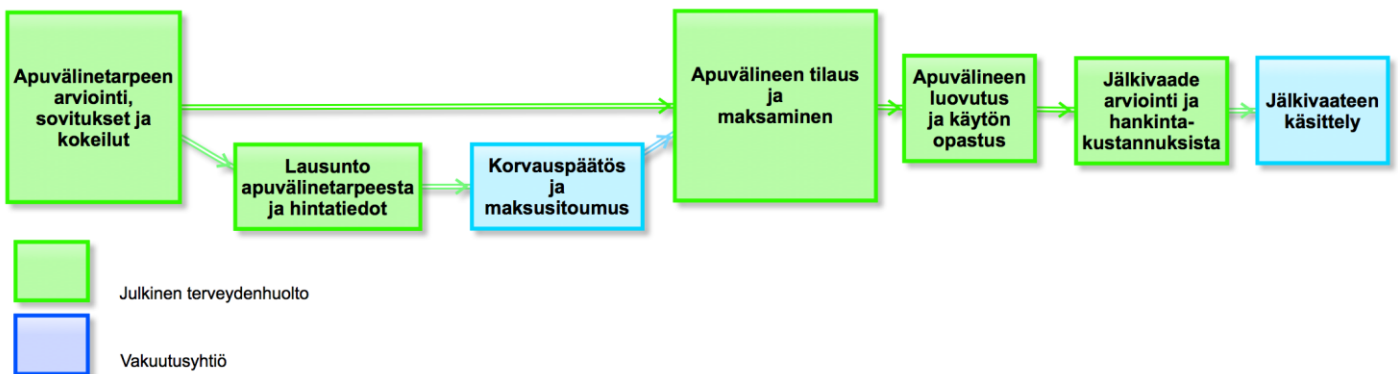 Apuvälinetarpeen
arviointi,
sovitukset ja
kokeilut
Lausunto
apuvälinetarpeesta
ja hintatiedot
Korvauspäätös
ja
maksusitoumus
Apuvälineen tilaus
ja
maksaminen
Apuvälineen
luovutus
ja käytön
opastus
Jälkivaade
arviointi ja
hankinta-
kustannuksista
Jälkivaateen
käsittely
Julkinen terveydenhuolto
Vakuutusyhtiö